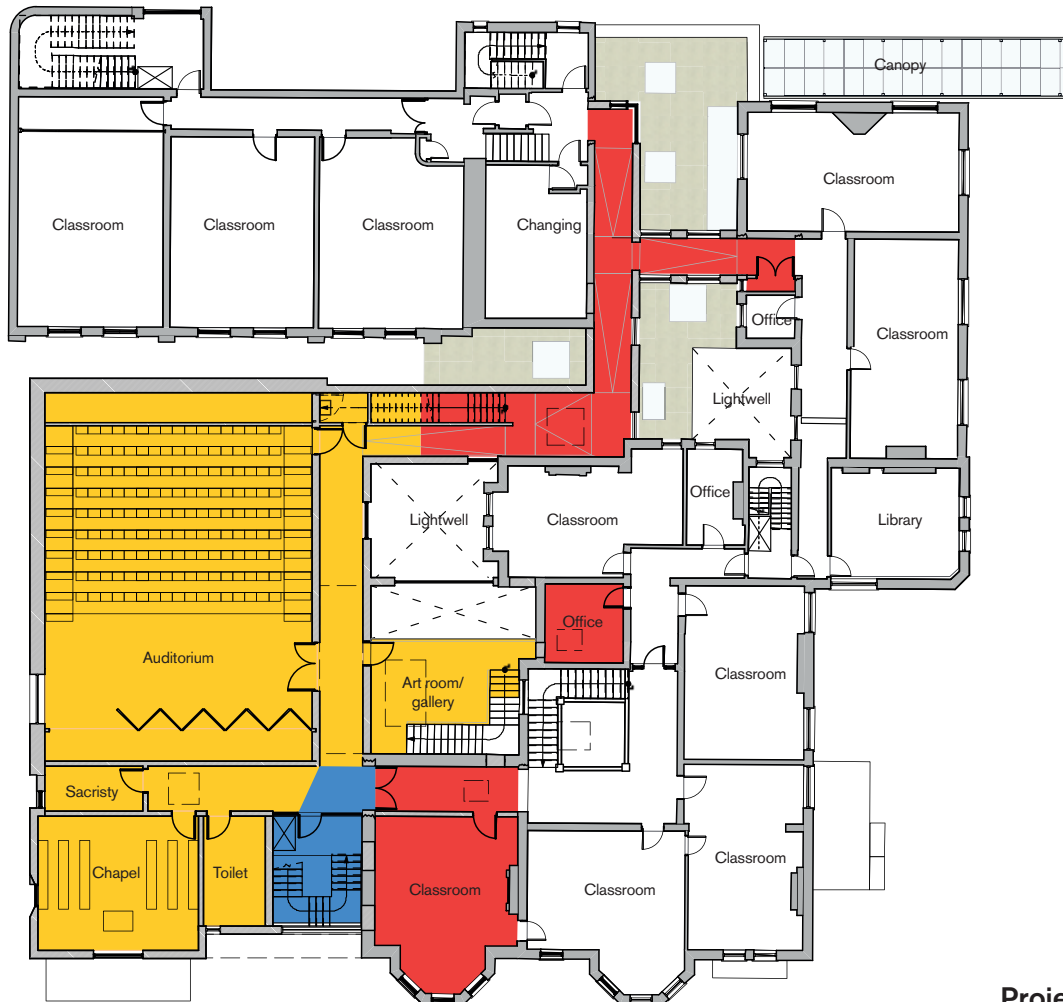 Canopy
Classroom
Classroom
Classroom
Classroom
Changing
Office
Classroom
Lightwell
Lightwell
Classroom
Office
Library
Office
Auditorium
Art room/
gallery
Classroom
Sacristy
Chapel
Toilet
Classroom
Classroom
Classroom
Proje